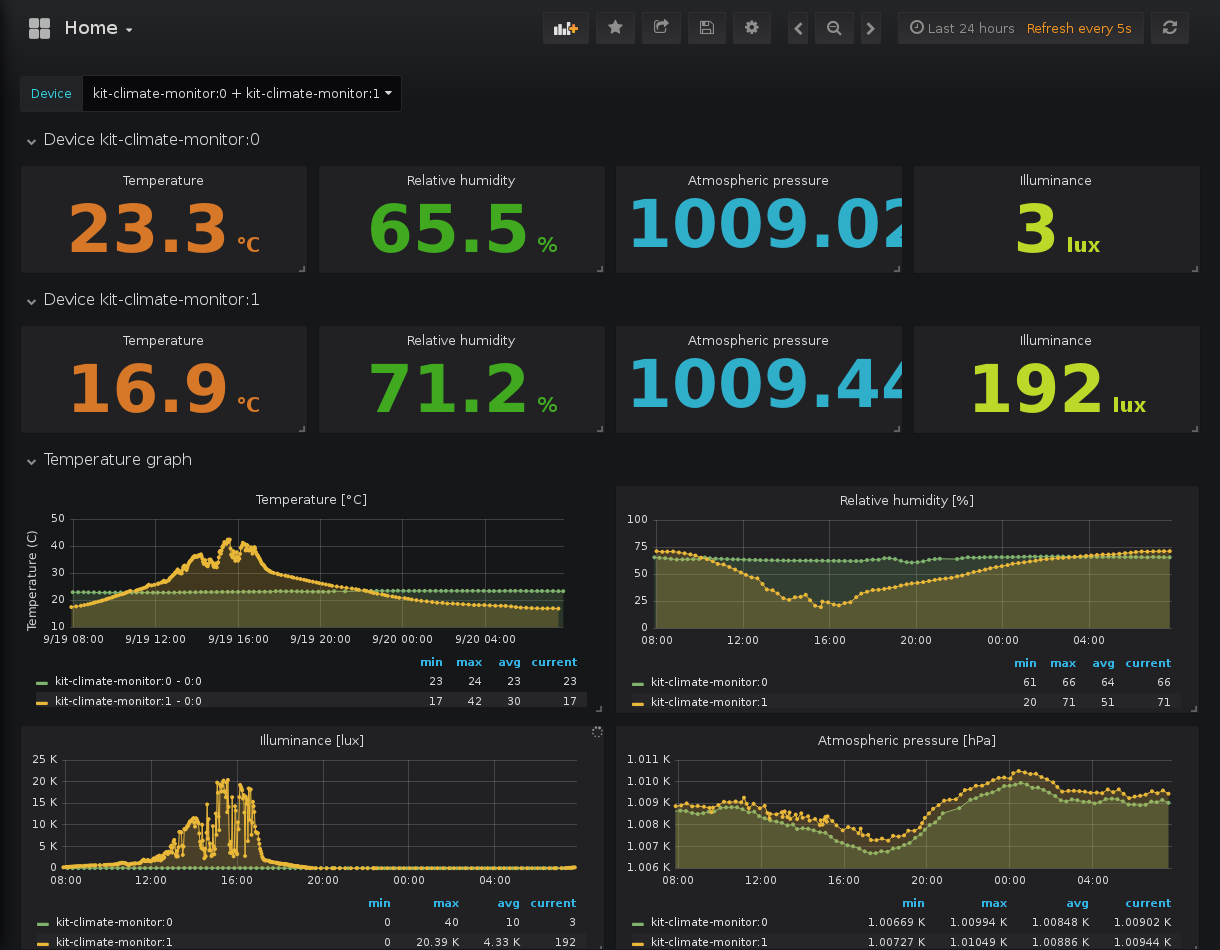 Home
Last 24 hours Refresh every 5s
Device kit-climate-monitor:0 + kit-climate-monitor:1
Device kit-climate-monitor:0
Temperature Relative humidity Atmospheric pressure Illuminance
23.3 °C 65.5 % 1009.02 3 lux
Device kit-climate-monitor:1
Temperature Relative humidity Atmospheric pressure Illuminance
16.9 °C 71.2 % 1009.44 192 lux
Temperature graph
Temperature [°C]
Temperature (C)
50
40
30
20
10
9/19 08:00 9/19 12:00 9/19 16:00 9/19 20:00 9/20 00:00 9/20 04:00
min max avg current
kit-climate-monitor:0 - 0:0 23 24 23 23
kit-climate-monitor:1 - 0:0 17 42 30 17
Relative humidity [%]
100
75
50
25
0
08:00 12:00 16:00 20:00 00:00 04:00
min max avg current
kit-climate-monitor:0 61 66 64 66
kit-climate-monitor:1 20 71 51 71
Illuminance [lux]
25 K
20 K
15 K
10 K
5 K
0
08:00 12:00 16:00 20:00 00:00 04:00
min max avg current
kit-climate-monitor:0 0 40 10 3
kit-climate-monitor:1 0 20.39 K 4.33 K 192
Atmospheric pressure [hPa]
1.011 K
1.010 K
1.009 K
1.008 K
1.007 K
1.006 K
08:00 12:00 16:00 20:00 00:00 04:00
min max avg current
kit-climate-monitor:0 1.00669 K 1.00994 K 1.00848 K 1.00902 K
kit-climate-monitor:1 1.00727 K 1.01049 K 1.00886 K 1.00944 K